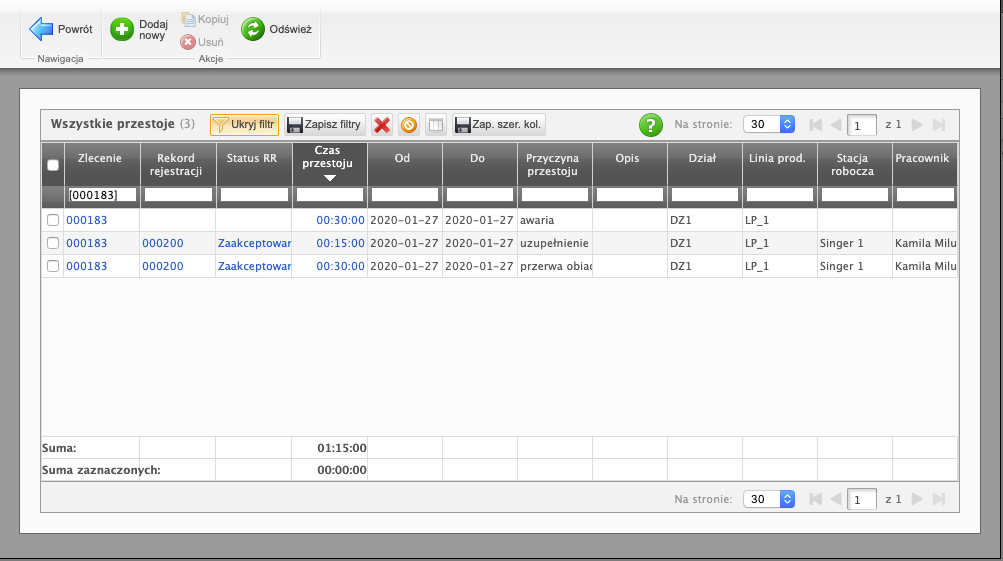 Powrót
Dodaj nowy
Kopiuj
Usuń
Odśwież
Nawigacja
Akcje
Wszystkie przestoje (3) Ukryj filtr Zapisz filtry Zap. szer. kol. ? Na stronie: 30 1 z 1
Zlecenie Rekord rejestracji Status RR Czas przestoju Od Do Przyczyna przestoju Opis Dział Linia prod. Stacja robocza Pracownik
[000183]
000183 00:30:00 2020-01-27 2020-01-27 awaria DZ1 LP_1
000183 000200 Zaakceptowan 00:15:00 2020-01-27 2020-01-27 uzupełnienie DZ1 LP_1 Singer 1 Kamila Milu
000183 000200 Zaakceptowan 00:30:00 2020-01-27 2020-01-27 przerwa obiad DZ1 LP_1 Singer 1 Kamila Milu
Suma: 01:15:00
Suma zaznaczonych: 00:00:00
Na stronie: 30 1 z 1